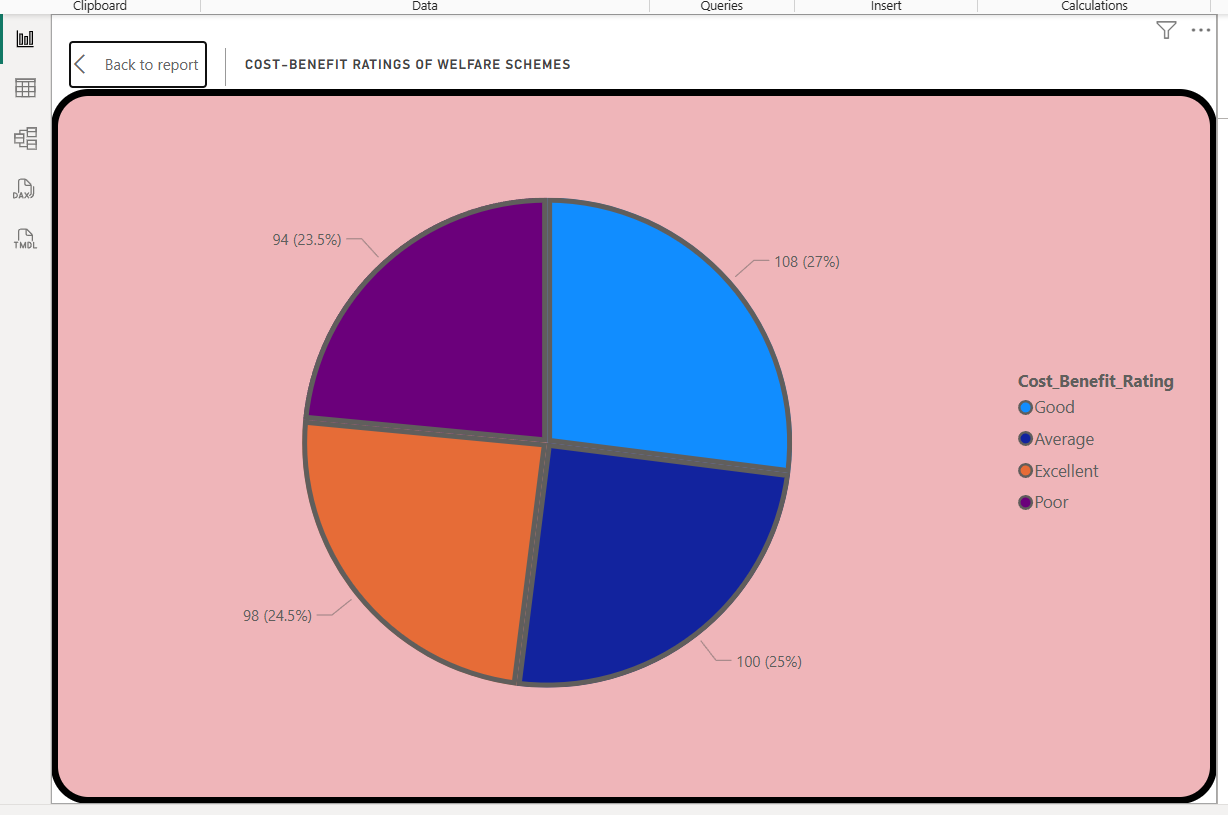 Clipboard
Data
Queries
Insert
Calculations
Back to report
COST-BENEFIT RATINGS OF WELFARE SCHEMES
DAX
TMDL
94 (23.5%)
108 (27%)
98 (24.5%)
100 (25%)
Cost_Benefit_Rating
Good
Average
Excellent
Poor